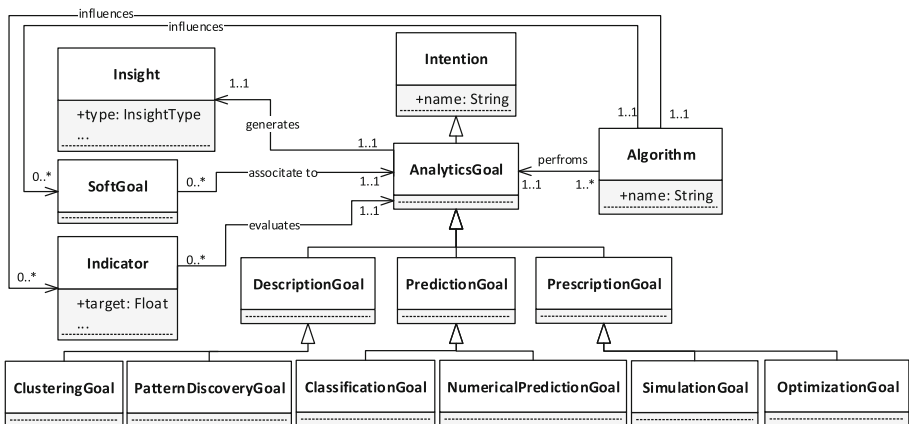 influences
influences
Insight
+type: InsightType
...
1..1
generates
1..1
Intention
+name: String
AnalyticsGoal
perfroms
1..1
1..*
1..1
1..1
Algorithm
+name: String
0..*
SoftGoal
0..*
associtate to
1..1
1..1
evaluates
0..*
0..*
Indicator
+target: Float
...
DescriptionGoal
PredictionGoal
PrescriptionGoal
ClusteringGoal
PatternDiscoveryGoal
ClassificationGoal
NumericalPredictionGoal
SimulationGoal
OptimizationGoal